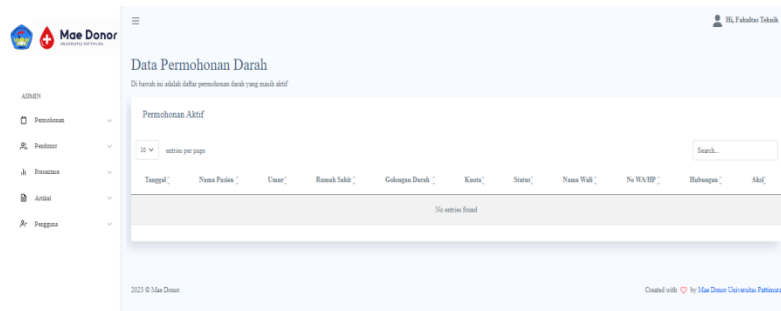 Mae Donor
UNIVERSITAS PATTIMURA
Hi, Fakultas Teknik
ADMIN
Permohonan
Pendonor
Penerima
Artikel
Pengguna
Data Permohonan Darah
Di bawah ini adalah daftar permohonan darah yang masih aktif
Permohonan Aktif
10 entries per page
Search...
Tanggal Nama Pasien Umur Rumah Sakit Golongan Darah Kuota Status Nama Wali No WA/HP Hubungan Aksi
No entries found
2023 © Mae Donor
Created with by Mae Donor Universitas Pattimura